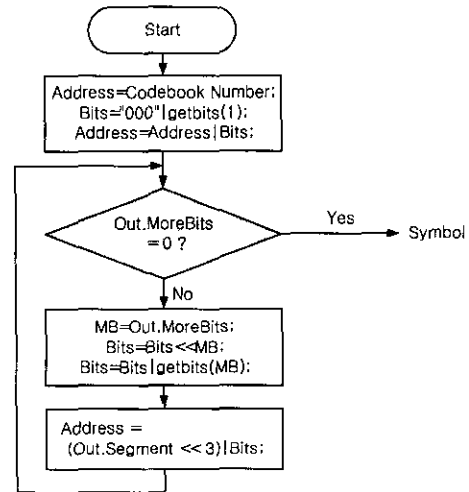 Start
Address=Codebook Number;
Bits="000"|getbits(1);
Address=Address|Bits;
Out.MoreBits
=0 ?
Yes
Symbol
No
MB=Out.MoreBits;
Bits=Bits<<MB;
Bits=Bits|getbits(MB);
Address =
(Out.Segment <<3)|Bits;